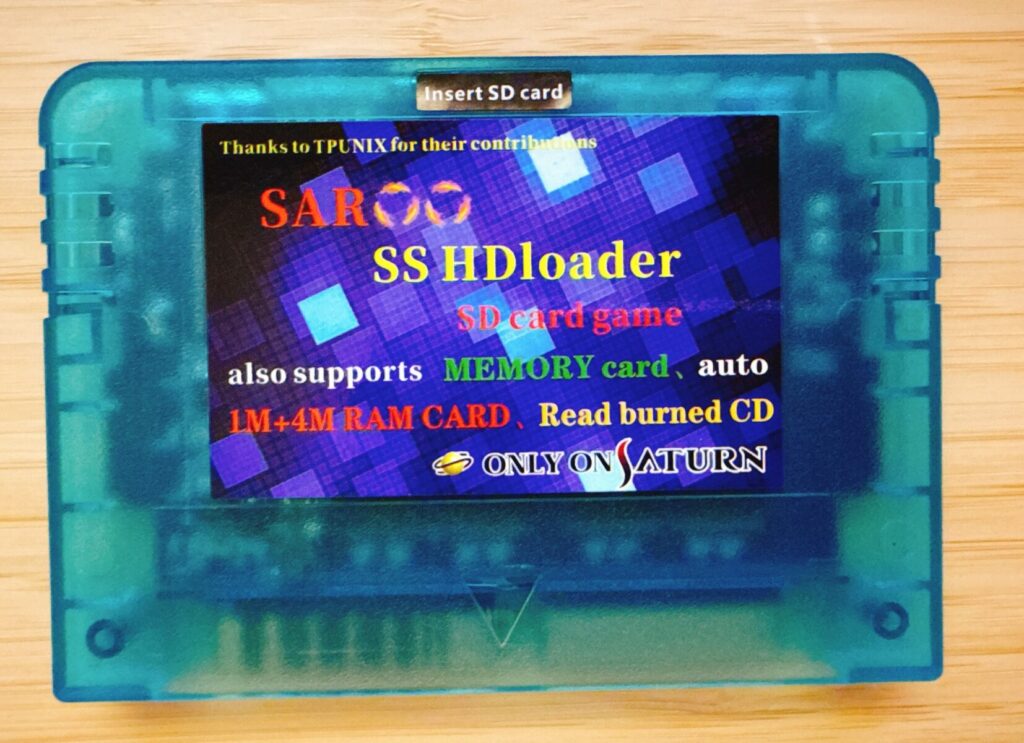 Insert SD card
Thanks to TPUNIX for their contributions
SAROO
SS HDloader
SD card game
also supports MEMORY card、auto
1M+4M RAM CARD、Read burned CD
ONLY ON SATURN